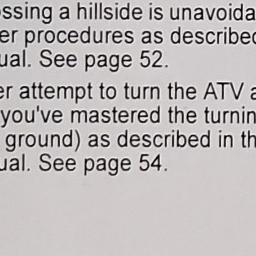 ssing a hillside is unavoida
er procedures as described
ual. See page 52.
er attempt to turn the ATV a
you've mastered the turnin
ground) as described in th
ual. See page 54.